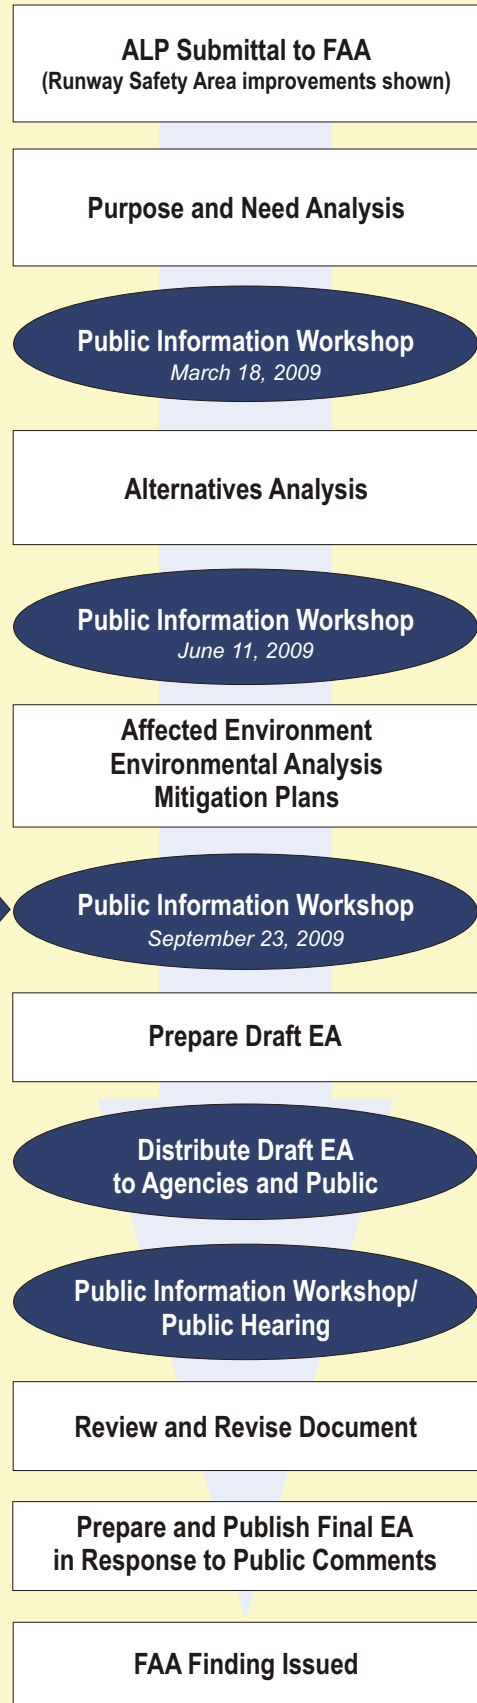 ALP Submittal to FAA
(Runway Safety Area improvements shown)
Purpose and Need Analysis
Public Information Workshop
March 18, 2009
Alternatives Analysis
Public Information Workshop
June 11, 2009
Affected Environment
Environmental Analysis
Mitigation Plans
Public Information Workshop
September 23, 2009
Prepare Draft EA
Distribute Draft EA
to Agencies and Public
Public Information Workshop/
Public Hearing
Review and Revise Document
Prepare and Publish Final EA
in Response to Public Comments
FAA Finding Issued